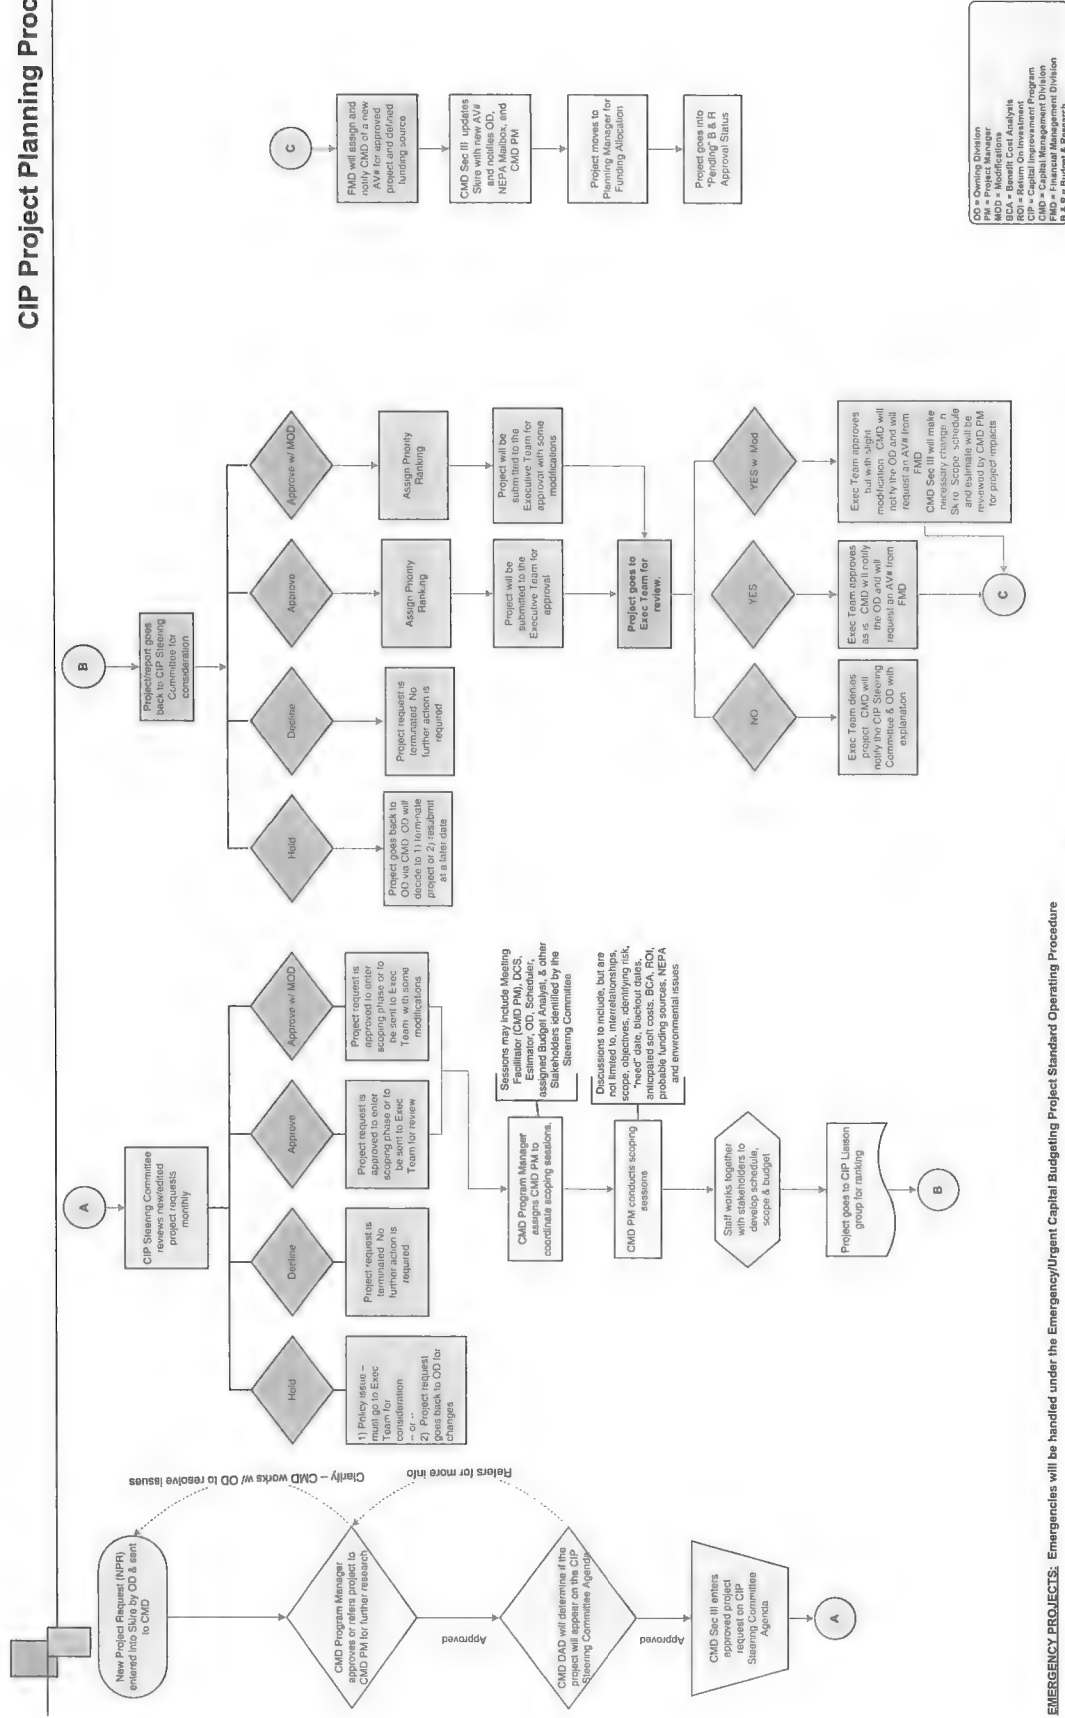 CIP Project Planning Proc
New Project Request (NPR)
entered into Skire by OD & sent
to CMD
Clarify – CMD works w/ OD to resolve issues
CMD Program Manager
approves or refers project to
CMD PM for further research
Refers for more info
Approved
CMD DAD will determine if the
project will appear on the CIP
Steering Committee Agenda
Approved
CMD Sec III enters
approved project
request on CIP
Steering Committee
Agenda
A
A
CIP Steering Committee
reviews new/edited
project requests
monthly
Hold
Decline
Approve
Approve w/ MOD
1) Policy issue –
must go to Exec
Team for
consideration
-- or --
2) Project request
goes back to OD for
changes
Project request is
terminated No
further action is
required
Project request is
approved to enter
scoping phase or to
be sent to Exec
Team for review
Project request is
approved to enter
scoping phase or to
be sent to Exec
Team with some
modifications
CMD Program Manager
assigns CMD PM to
coordinate scoping sessions.
Sessions may include Meeting
Facilitator (CMD PM), DCS,
Estimator, OD, Scheduler,
assigned Budget Analyst, & other
Stakeholders identified by the
Steering Committee
CMD PM conducts scoping
sessions
Discussions to include, but are
not limited to, interrelationships,
scope, objectives, identifying risk,
"need" date, blackout dates,
anticipated soft costs, BCA, ROI,
probable funding sources, NEPA
and environmental issues
Staff works together
with stakeholders to
develop schedule,
scope & budget
Project goes to CIP Liaison
group for ranking
B
B
Project/report goes
back to CIP Steering
Committee for
consideration
Hold
Decline
Approve
Approve w/ MOD
Project goes back to
OD via CMD OD will
decide to 1) terminate
project or 2) resubmit
at a later date
Project request is
terminated No
further action is
required
Assign Priority
Ranking
Assign Priority
Ranking
Project will be
submitted to the
Executive Team for
approval
Project will be
submitted to the
Executive Team for
approval with some
modifications
Project goes to
Exec Team for
review.
NO
YES
YES w Mod
Exec Team denies
project CMD will
notify the CIP Steering
Committee & OD with
explanation
Exec Team approves
as is CMD will notify
the OD and will
request an AV# from
FMD
Exec Team approves
but with slight
modification CMD will
notify the OD and will
request an AV# from
FMD
CMD Sec III will make
necessary change n
Sk re Scope schedule
and estimate will be
reviewed by CMD PM
for project impacts
C
C
FMD will assign and
notify CMD of a new
AV# for approved
project and defined
funding source
CMD Sec III updates
Skire with new AV#
and notifies OD,
NEPA Mailbox, and
CMD PM
Project moves to
Planning Manager for
Funding Allocation
Project goes into
"Pending" B & R
Approval Status
OD = Owning Division
PM = Project Manager
MOD = Modifications
BCA = Benefit Cost Analysis
ROI = Return On Investment
CIP = Capital Improvement Program
CMD = Capital Management Division
FMD = Financial Management Division
B & R = Budget & Research
EMERGENCY PROJECTS: Emergencies will be handled under the Emergency/Urgent Capital Budgeting Project Standard Operating Procedure